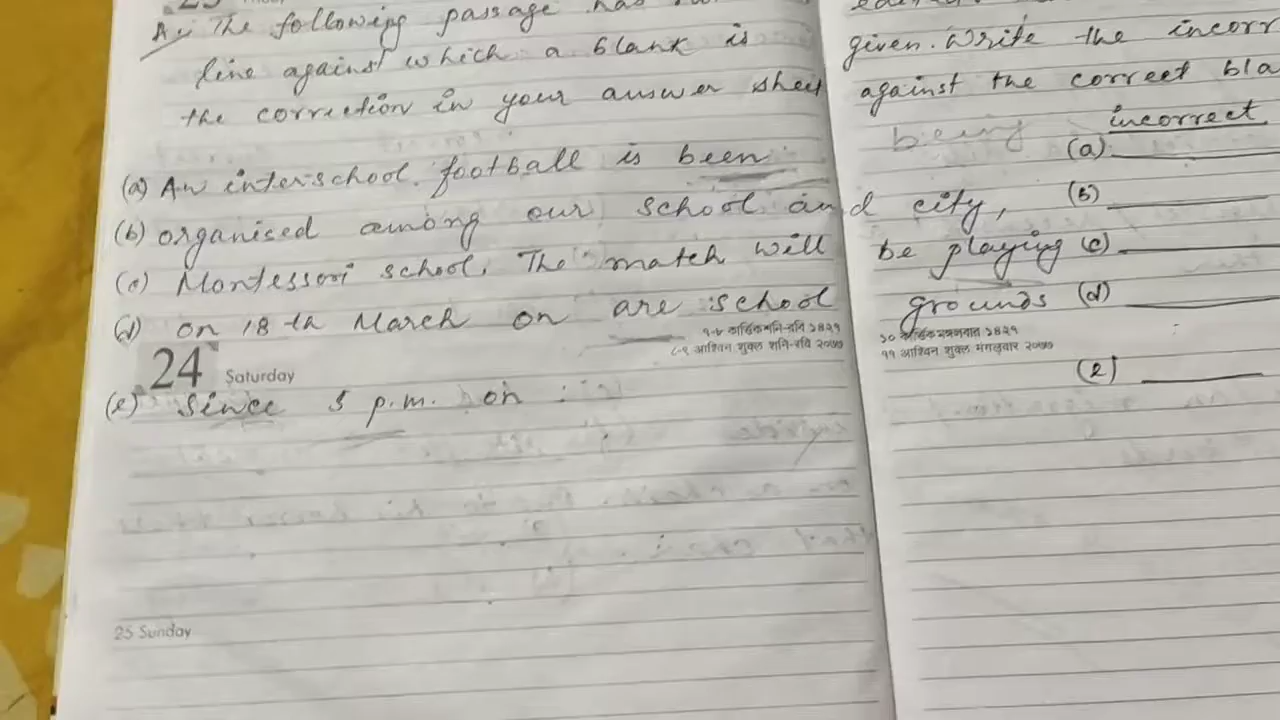 A. The following passage has
line against which a blank is given. Write the incorr
the correction in your answer sheet against the correct bla
being incorrect
(a) An interschool football is been (a)
(b) organised among our school and city, (b)
(c) Montessori school. The match will be playing (c)
(d) on 18 th March on are school grounds (d)
24 Saturday
(e) Since 5 p.m. on : (e)
25 Sunday